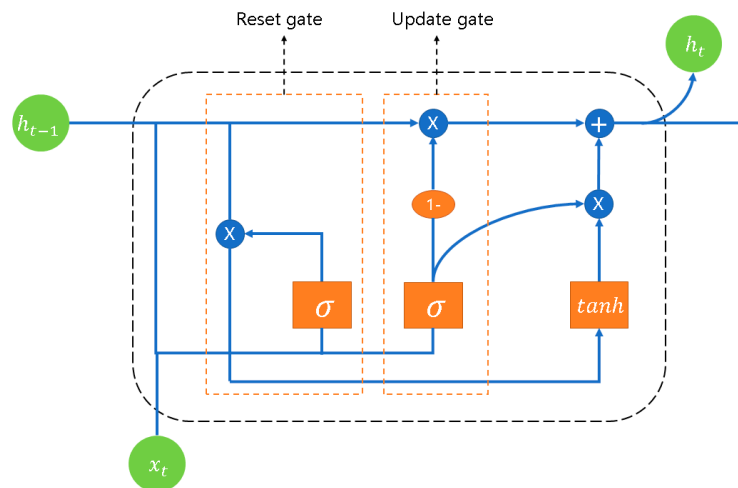 Reset gate
Update gate
h_t
h_{t-1}
X
+
1-
X
X
σ
σ
tanh
x_t